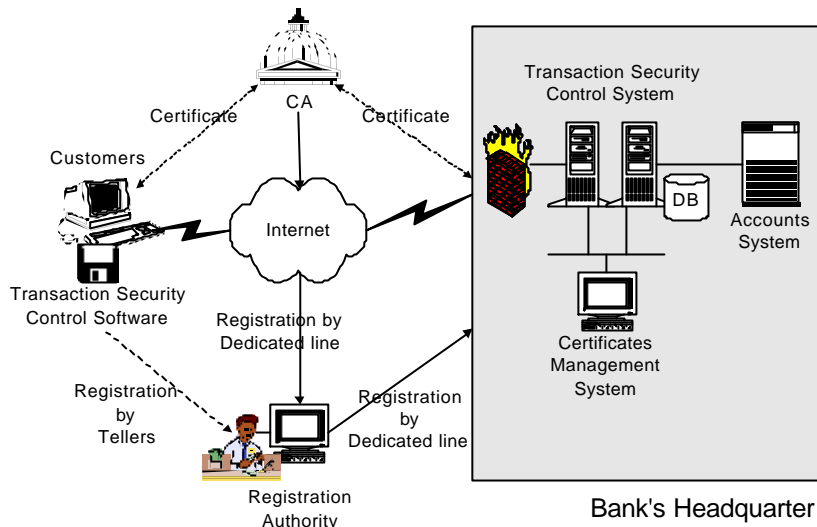 CA
Certificate
Certificate
Customers
Transaction Security
Control System
DB
Accounts
System
Internet
Transaction Security
Control Software
Registration by
Dedicated line
Certificates
Management
System
Registration
by
Tellers
Registration
by
Dedicated line
Registration
Authority
Bank's Headquarter